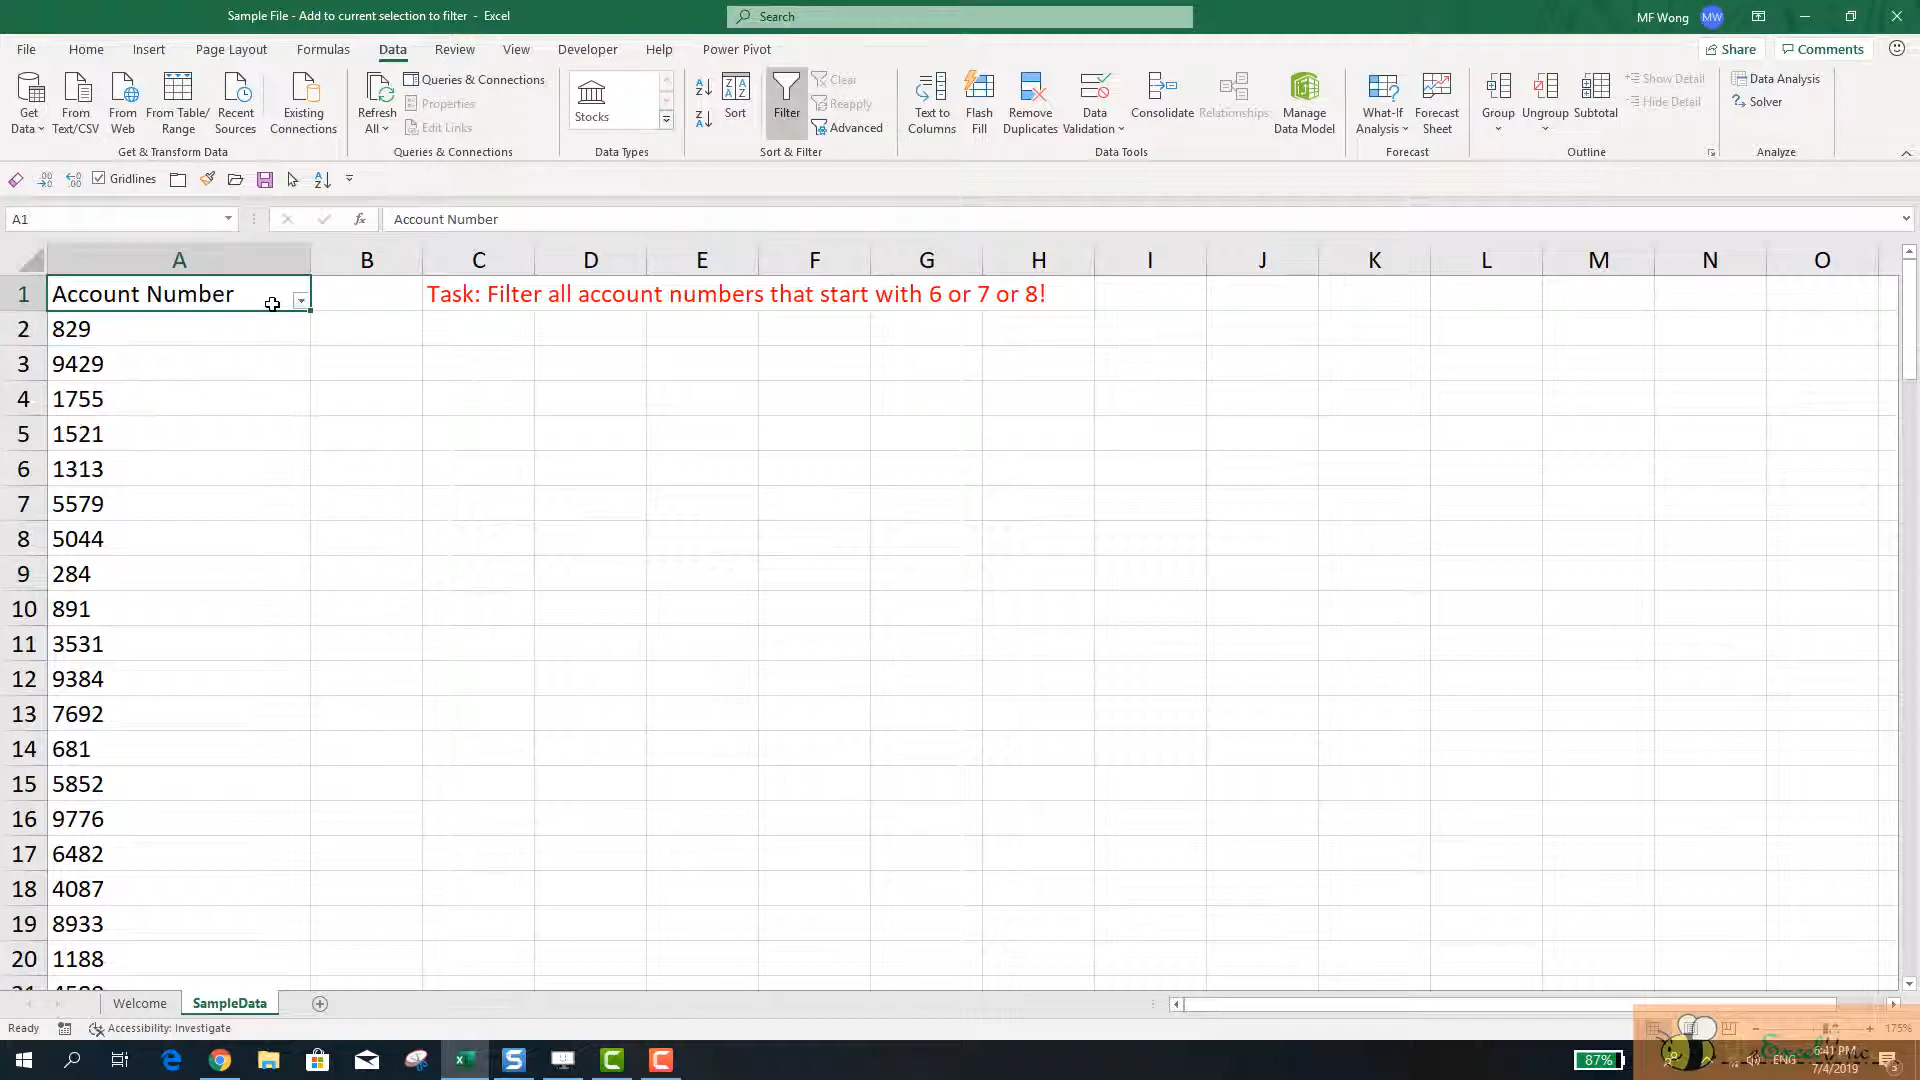 Sample File - Add to current selection to filter - Excel
Search
MF Wong MW
File Home Insert Page Layout Formulas Data Review View Developer Help Power Pivot Share Comments
Get Data From Text/CSV From Web From Table/Range Recent Sources Existing Connections
Get & Transform Data
Refresh All Queries & Connections Properties Edit Links
Queries & Connections
Stocks
Data Types
Sort Filter Clear Reapply Advanced
Sort & Filter
Text to Columns Flash Fill Remove Duplicates Data Validation Consolidate Relationships Manage Data Model
Data Tools
What-If Analysis Forecast Sheet
Forecast
Group Ungroup Subtotal Show Detail Hide Detail
Outline
Data Analysis Solver
Analyze
Gridlines
A1 fx Account Number
A B C D E F G H I J K L M N O
1 Account Number Task: Filter all account numbers that start with 6 or 7 or 8!
2 829
3 9429
4 1755
5 1521
6 1313
7 5579
8 5044
9 284
10 891
11 3531
12 9384
13 7692
14 681
15 5852
16 9776
17 6482
18 4087
19 8933
20 1188
Welcome SampleData
Ready Accessibility: Investigate 175%
87% ENG 6:41 PM
7/4/2019